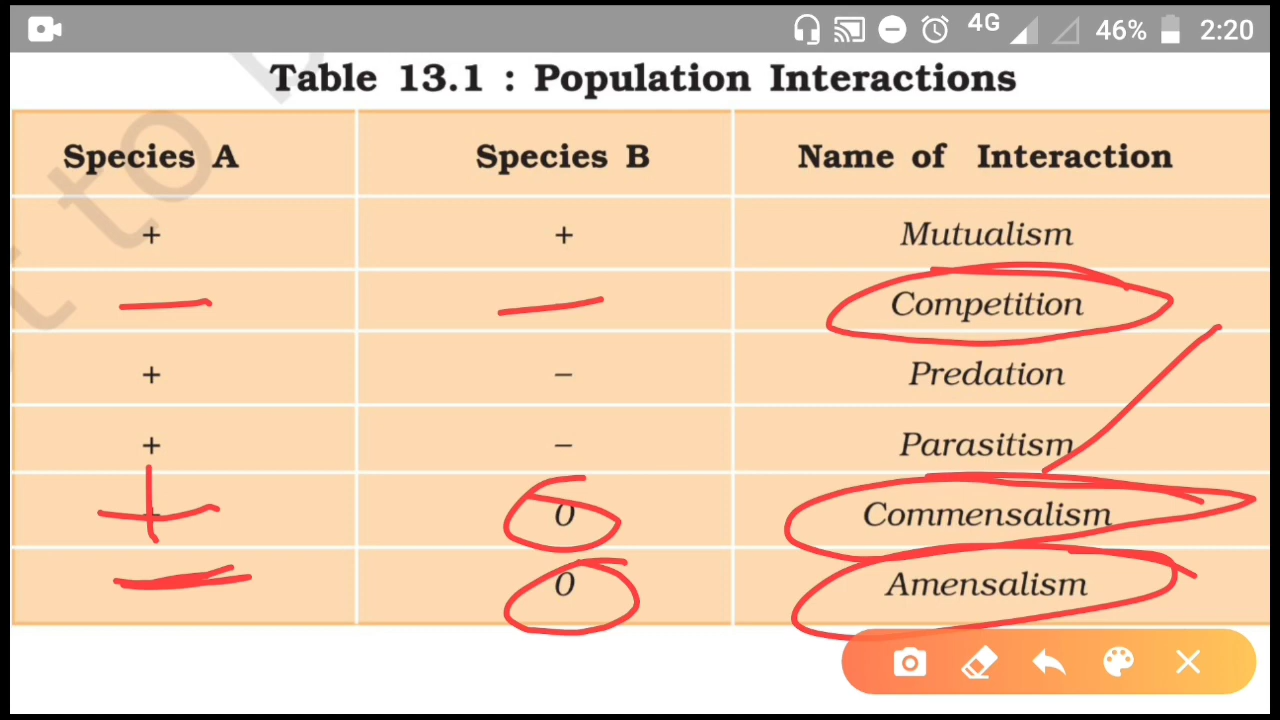 4G 46% 2:20
Table 13.1 : Population Interactions
Species A Species B Name of Interaction
+ + Mutualism
– – Competition
+ – Predation
+ – Parasitism
+ 0 Commensalism
– 0 Amensalism